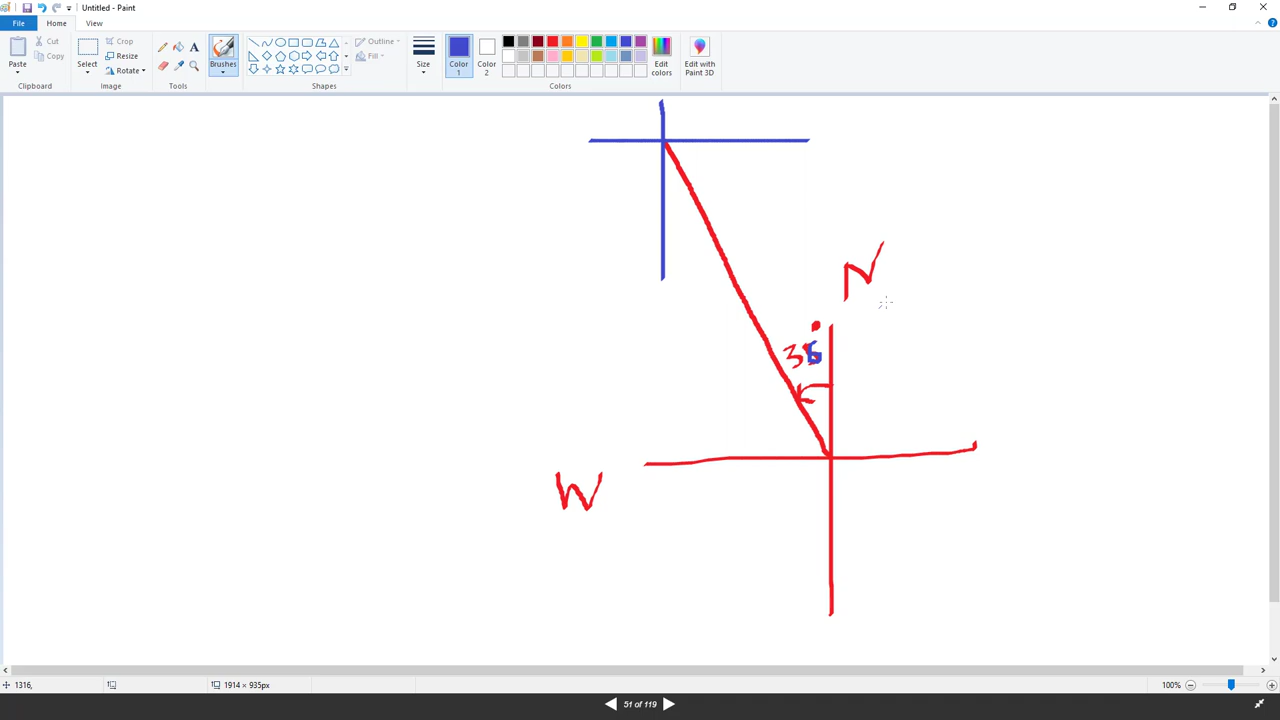 Untitled - Paint
File Home View
Paste
Cut
Copy
Clipboard
Select
Crop
Resize
Rotate
Image
A
Tools
Brushes
Outline
Fill
Shapes
Size
Color 1
Color 2
Edit colors
Colors
Edit with Paint 3D
N
W
1316,
1914 × 935px
100%
51 of 119